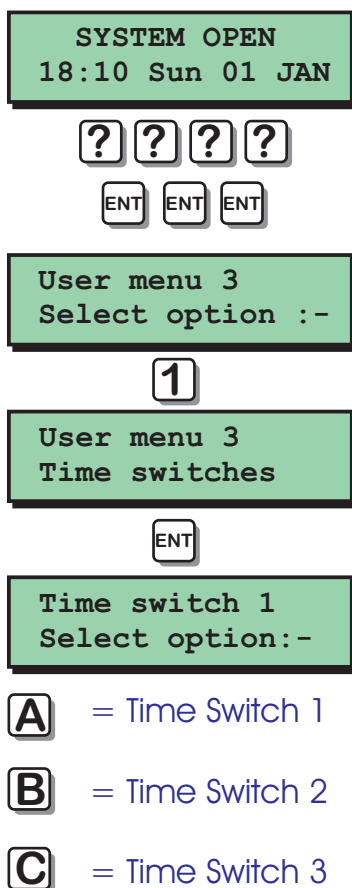 SYSTEM OPEN
18:10 Sun 01 JAN
? ? ? ?
ENT ENT ENT
User menu 3
Select option :-
1
User menu 3
Time switches
ENT
Time switch 1
Select option:-
A = Time Switch 1
B = Time Switch 2
C = Time Switch 3